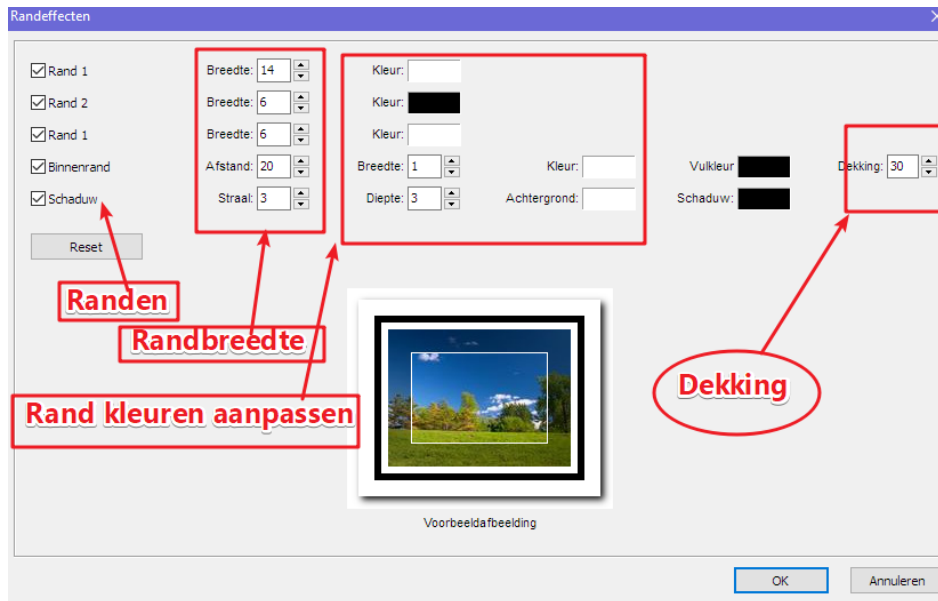 Randeffecten
Rand 1 Breedte: 14 Kleur:
Rand 2 Breedte: 6 Kleur:
Rand 1 Breedte: 6 Kleur:
Binnenrand Afstand: 20 Breedte: 1 Kleur: Vulkleur Dekking: 30
Schaduw Straal: 3 Diepte: 3 Achtergrond: Schaduw:
Reset
Randen
Randbreedte
Rand kleuren aanpassen
Dekking
Voorbeeldafbeelding
OK Annuleren